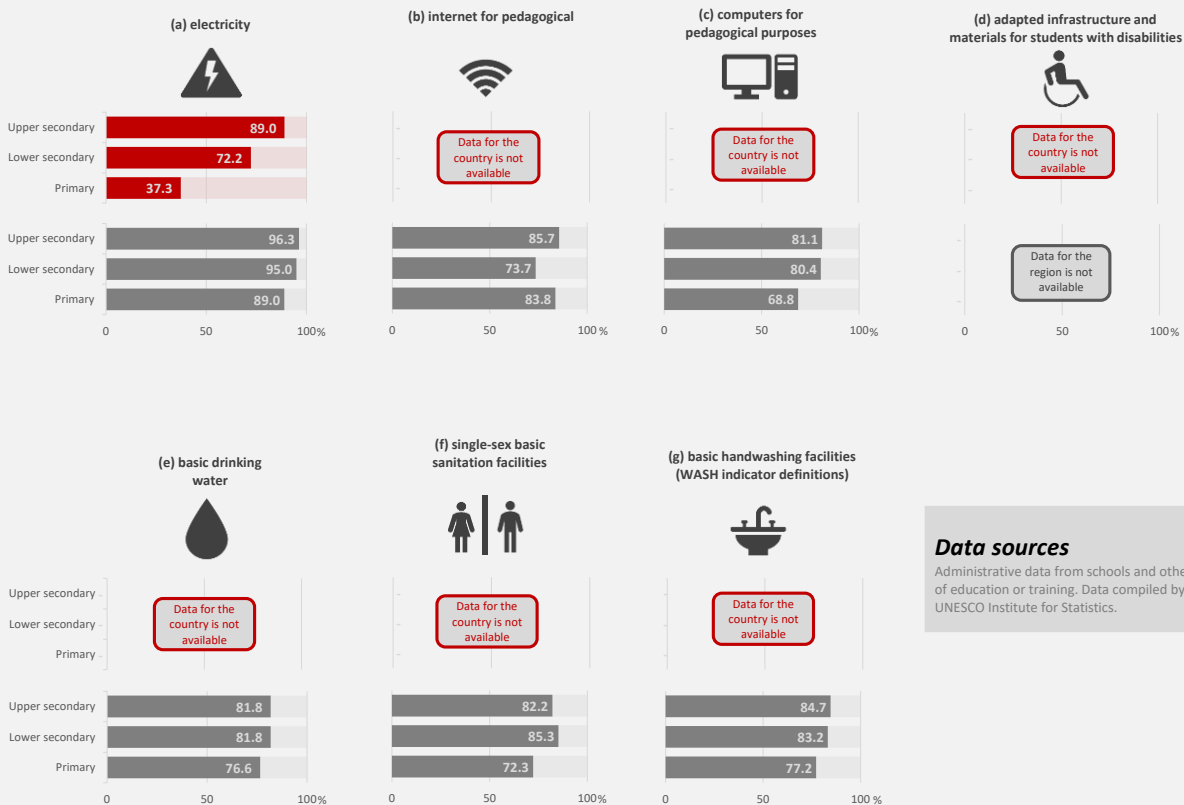 (a) electricity
(b) internet for pedagogical
(c) computers for
pedagogical purposes
(d) adapted infrastructure and
materials for students with disabilities
Upper secondary
89.0
Lower secondary
72.2
Primary
37.3
Data for the
country is not
available
Data for the
country is not
available
Data for the
country is not
available
Upper secondary
96.3
Lower secondary
95.0
Primary
89.0
0 50 100%
85.7
73.7
83.8
0 50 100%
81.1
80.4
68.8
0 50 100%
Data for the
region is not
available
0 50 100%
(e) basic drinking
water
(f) single-sex basic
sanitation facilities
(g) basic handwashing facilities
(WASH indicator definitions)
Upper secondary
Lower secondary
Primary
Data for the
country is not
available
Data for the
country is not
available
Data for the
country is not
available
Upper secondary
81.8
Lower secondary
81.8
Primary
76.6
0 50 100%
82.2
85.3
72.3
0 50 100%
84.7
83.2
77.2
0 50 100%
Data sources
Administrative data from schools and othe
of education or training. Data compiled by
UNESCO Institute for Statistics.